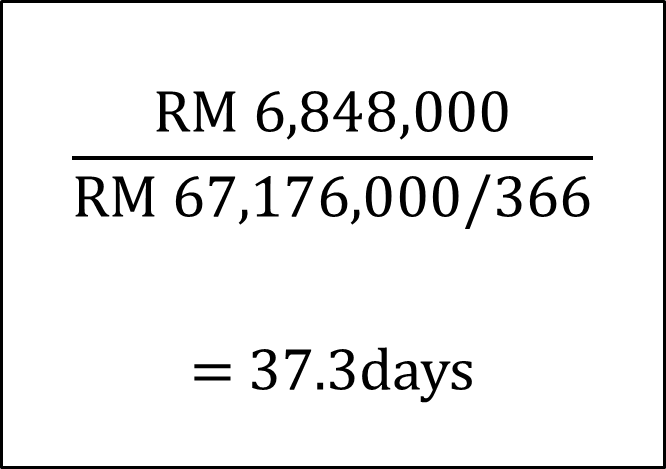 RM 6,848,000
RM 67,176,000/366
= 37.3days